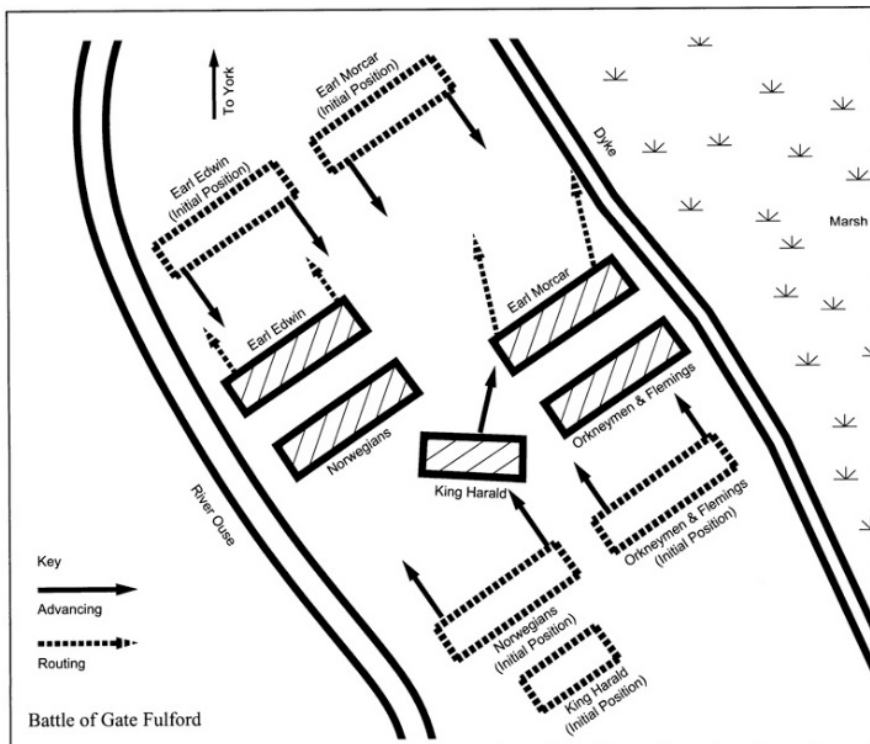 To York
Earl Morcar
(Initial Position)
Dyke
Earl Edwin
(Initial Position)
Marsh
Earl Morcar
Earl Edwin
Orkneymen & Flemings
Norwegians
King Harald
River Ouse
Orkneymen & Flemings
(Initial Position)
Key
Advancing
Norwegians
(Initial Position)
Routing
King Harald
(Initial Position)
Battle of Gate Fulford